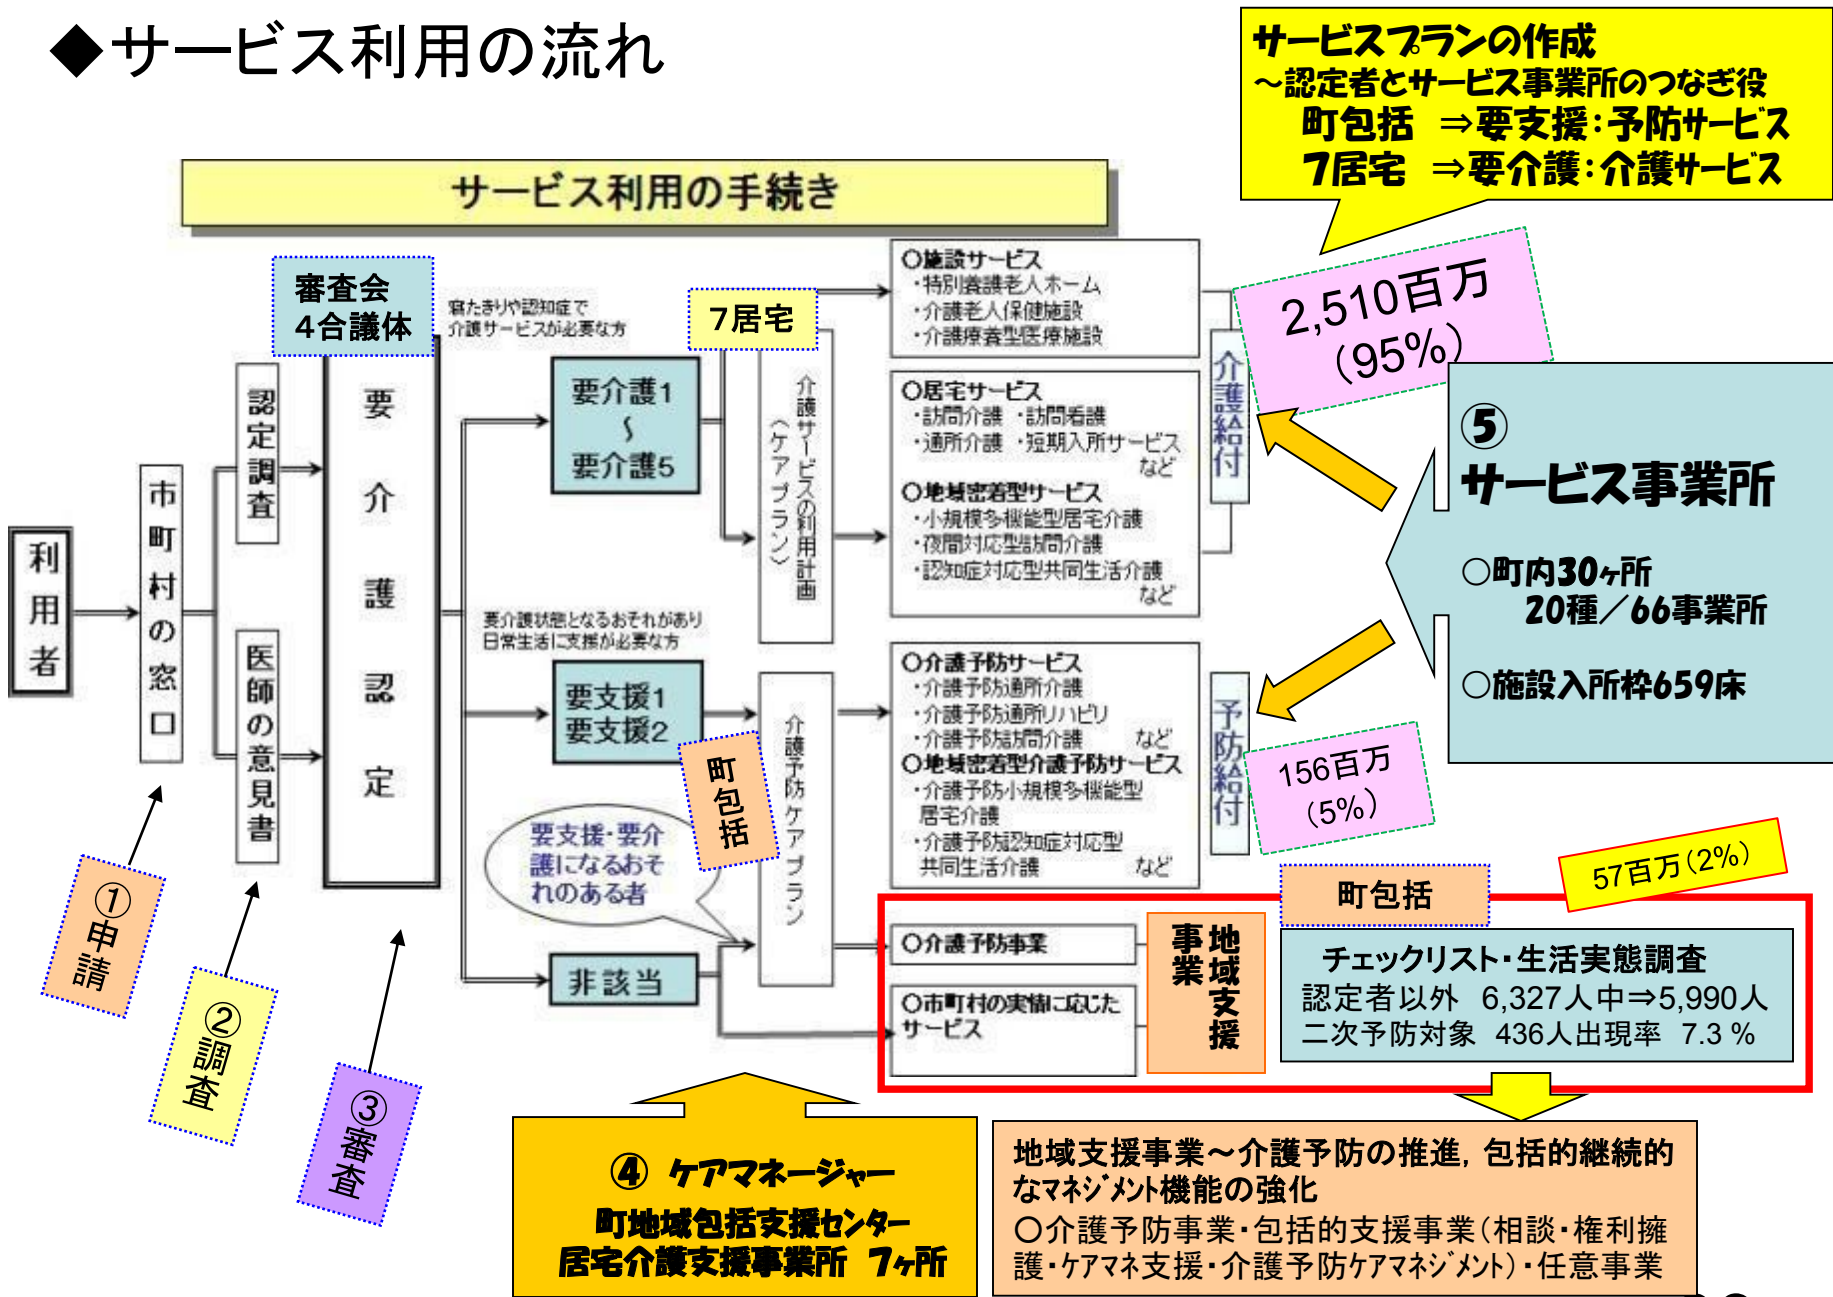 ◆サービス利用の流れ
サービスプランの作成
～認定者とサービス事業所のつなぎ役
町包括　⇒要支援：予防サービス
7居宅　⇒要介護：介護サービス
サービス利用の手続き
利用者
市町村の窓口
認定調査
医師の意見書
審査会
4合議体
要介護認定
寝たきりや認知症で
介護サービスが必要な方
要介護1
～
要介護5
要介護状態となるおそれがあり
日常生活に支援が必要な方
要支援1
要支援2
要支援・要介
護になるおそ
れのある者
非該当
7居宅
介護サービスの利用計画
（ケアプラン）
町包括
介護予防ケアプラン
○施設サービス
・特別養護老人ホーム
・介護老人保健施設
・介護療養型医療施設
○居宅サービス
・訪問介護　・訪問看護
・通所介護　・短期入所サービス
など
○地域密着型サービス
・小規模多機能型居宅介護
・夜間対応型訪問介護
・認知症対応型共同生活介護
など
○介護予防サービス
・介護予防通所介護
・介護予防通所リハビリ
・介護予防訪問介護　など
○地域密着型介護予防サービス
・介護予防小規模多機能型
居宅介護
・介護予防認知症対応型
共同生活介護　など
○介護予防事業
○市町村の実情に応じた
サービス
介護給付
予防給付
地域支援
事業
2,510百万
（95%）
156百万
（5%）
57百万（2%）
⑤
サービス事業所
○町内30ヶ所
20種／66事業所
○施設入所枠659床
町包括
チェックリスト・生活実態調査
認定者以外　6,327人中⇒5,990人
二次予防対象　436人出現率　7.3 %
①申請
②調査
③審査
④ ケアマネージャー
町地域包括支援センター
居宅介護支援事業所　7ヶ所
地域支援事業～介護予防の推進, 包括的継続的
なマネジメント機能の強化
○介護予防事業・包括的支援事業（相談・権利擁
護・ケアマネ支援・介護予防ケアマネジメント）・任意事業